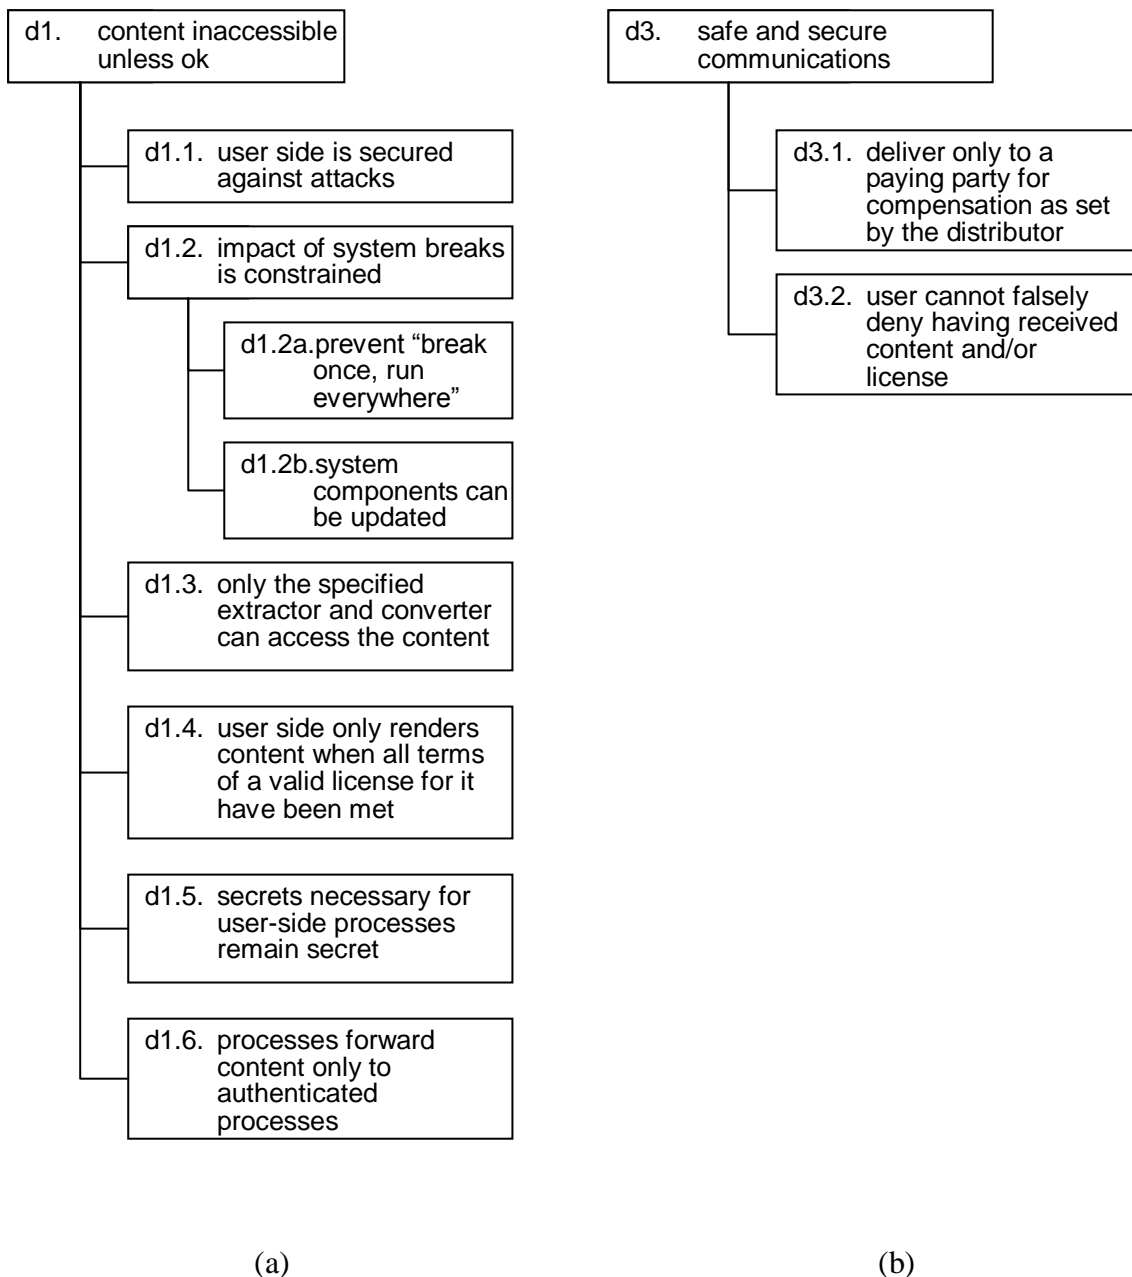 d1. content inaccessible
unless ok
d1.1. user side is secured
against attacks
d1.2. impact of system breaks
is constrained
d1.2a.prevent “break
once, run
everywhere”
d1.2b.system
components can
be updated
d1.3. only the specified
extractor and converter
can access the content
d1.4. user side only renders
content when all terms
of a valid license for it
have been met
d1.5. secrets necessary for
user-side processes
remain secret
d1.6. processes forward
content only to
authenticated
processes
(a)
d3. safe and secure
communications
d3.1. deliver only to a
paying party for
compensation as set
by the distributor
d3.2. user cannot falsely
deny having received
content and/or
license
(b)